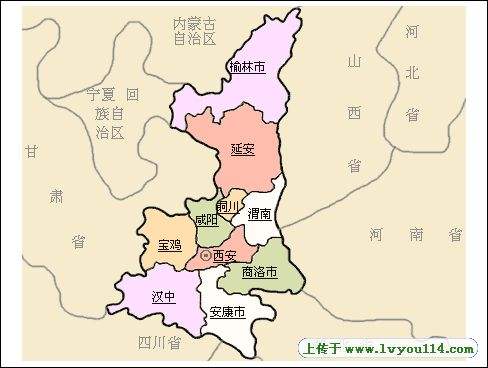 内蒙古
自治区
河
北
省
榆林市
山
西
省
宁夏 回
族自
治区
延安
甘
肃
省
铜川
渭南
咸阳
宝鸡
西安
河 南 省
商洛市
汉中
安康市
四川省
上传于 www.lvyou114.com